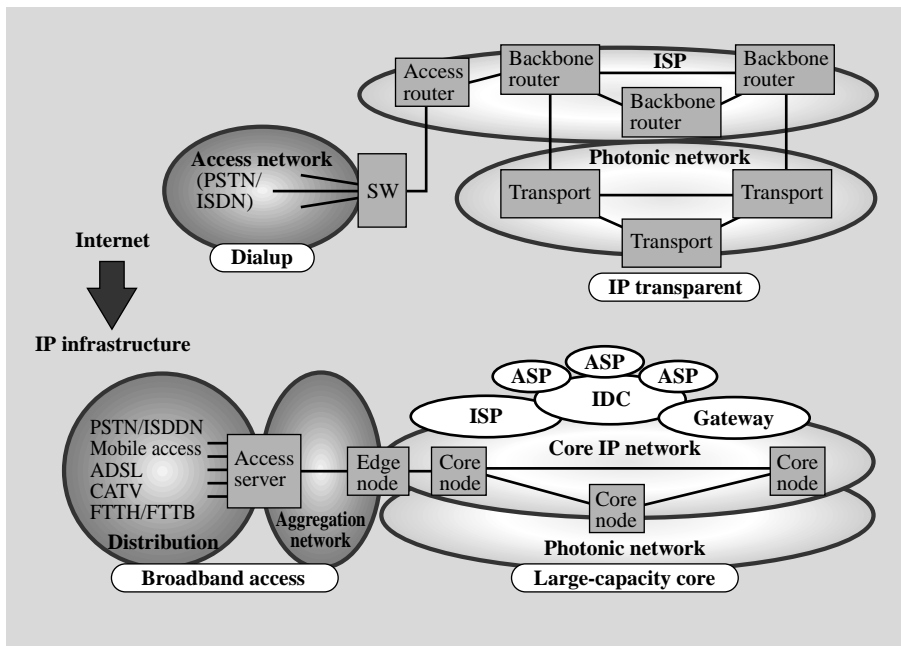 ISP
Access
router
Backbone
router
Backbone
router
Backbone
router
Access network
(PSTN/
ISDN)
SW
Dialup
Photonic network
Transport
Transport
Transport
IP transparent
Internet
IP infrastructure
PSTN/ISDDN
Mobile access
ADSL
CATV
FTTH/FTTB
Distribution
Access
server
Aggregation
network
Broadband access
Edge
node
ASP
ASP
ASP
IDC
ISP
Gateway
Core IP network
Core
node
Core
node
Core
node
Photonic network
Large-capacity core